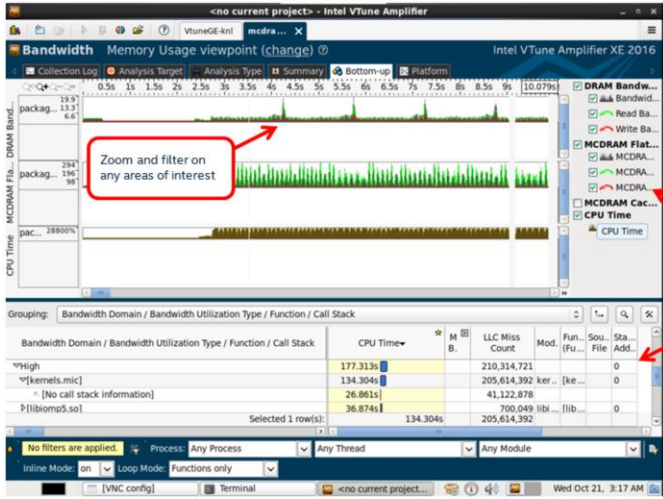 <no current project> - Intel VTune Amplifier
VtuneGE-knl mcdra... X
Bandwidth Memory Usage viewpoint (change) Intel VTune Amplifier XE 2016
Collection Log Analysis Target Analysis Type Summary Bottom-up Platform
0.5s 1s 1.5s 2s 2.5s 3s 3.5s 4s 4.5s 5s 5.5s 6s 6.5s 7s 7.5s 8s 8.5s 9s 10.079s
DRAM Bandw...
Bandwid...
Read Ba...
Write Ba...
MCDRAM Flat...
MCDRA...
MCDRA...
MCDRA...
MCDRAM Cac...
CPU Time
CPU Time
DRAM Band...
packag...
19.9
13.3
6.6
MCDRAM Fla...
packag...
294
196
98
CPU Time
pac... 28800%
Zoom and filter on
any areas of interest
Grouping: Bandwidth Domain / Bandwidth Utilization Type / Function / Call Stack
Bandwidth Domain / Bandwidth Utilization Type / Function / Call Stack CPU Time M B. LLC Miss Count Mod. Fun.. (Fu... Sou.. File Sta... Add..
High 177.313s 210,314,721 0
[kernels.mic] 134.304s 205,614,392 ker.. [ke... 0
[No call stack information] 26.861s 41,122,878
[libiomp5.so] 36.874s 700,049 libi... [lib... 0
Selected 1 row(s): 134.304s 205,614,392
No filters are applied. Process: Any Process Any Thread Any Module
Inline Mode: on Loop Mode: Functions only
[VNC config] Terminal <no current project... Wed Oct 21, 3:17 AM